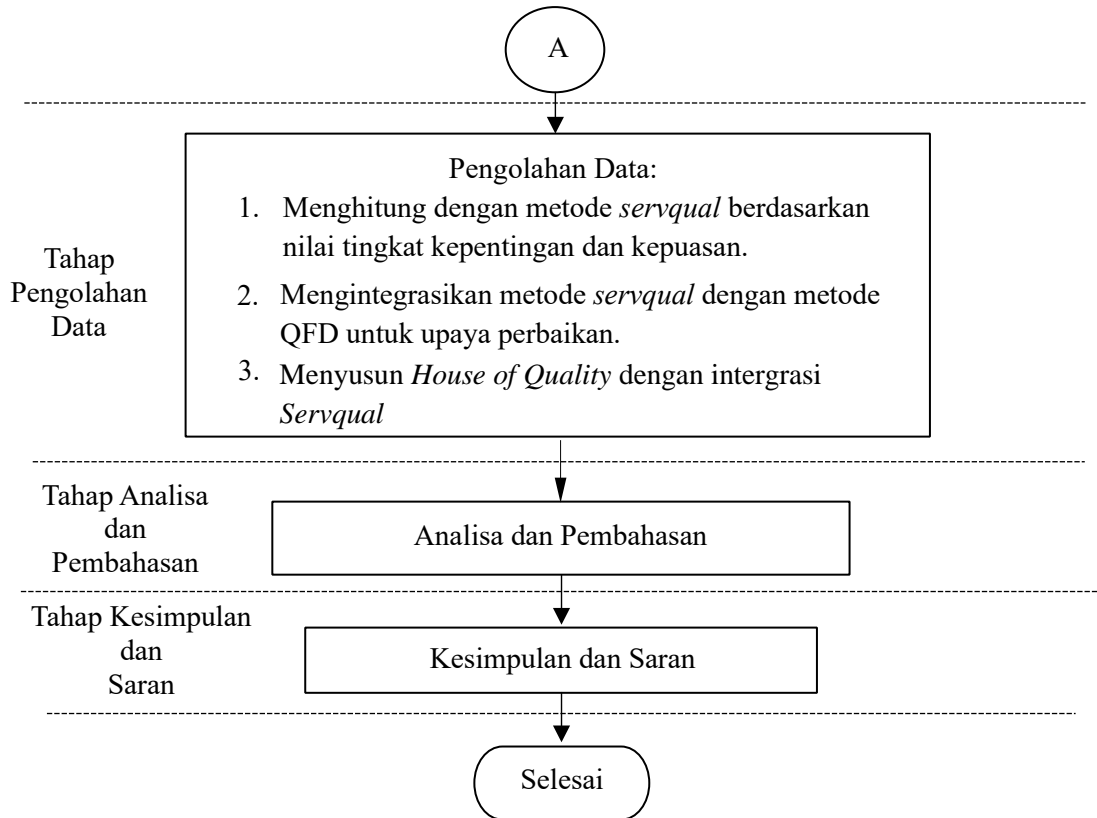 A
Tahap
Pengolahan
Data
Pengolahan Data:
1. Menghitung dengan metode servqual berdasarkan
nilai tingkat kepentingan dan kepuasan.
2. Mengintegrasikan metode servqual dengan metode
QFD untuk upaya perbaikan.
3. Menyusun House of Quality dengan intergrasi
Servqual
Tahap Analisa
dan
Pembahasan
Analisa dan Pembahasan
Tahap Kesimpulan
dan
Saran
Kesimpulan dan Saran
Selesai